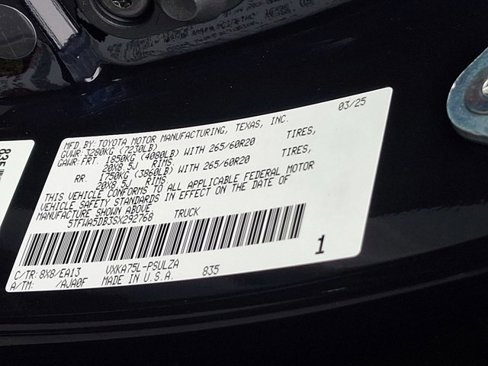 MFD BY: TOYOTA MOTOR MANUFACTURING, TEXAS, INC. 03/25
GVWR: 3280KG (7230LB)
GAWR FRT. 1850KG (4080LB) WITH 265/60R20 TIRES,
20X8.5J RIMS.
RR. 1750KG (3860LB) WITH 265/60R20 TIRES,
20X8.5J RIMS
THIS VEHICLE CONFORMS TO ALL APPLICABLE FEDERAL MOTOR
VEHICLE SAFETY STANDARDS IN EFFECT ON THE DATE OF
MANUFACTURE SHOWN ABOVE
5TFWA5DB3SX252768 TRUCK
1
C/TR: 8X8/EA13 VXKA75L-PSULZA
A/TM: /AJA0F MADE IN U.S.A. 835
835